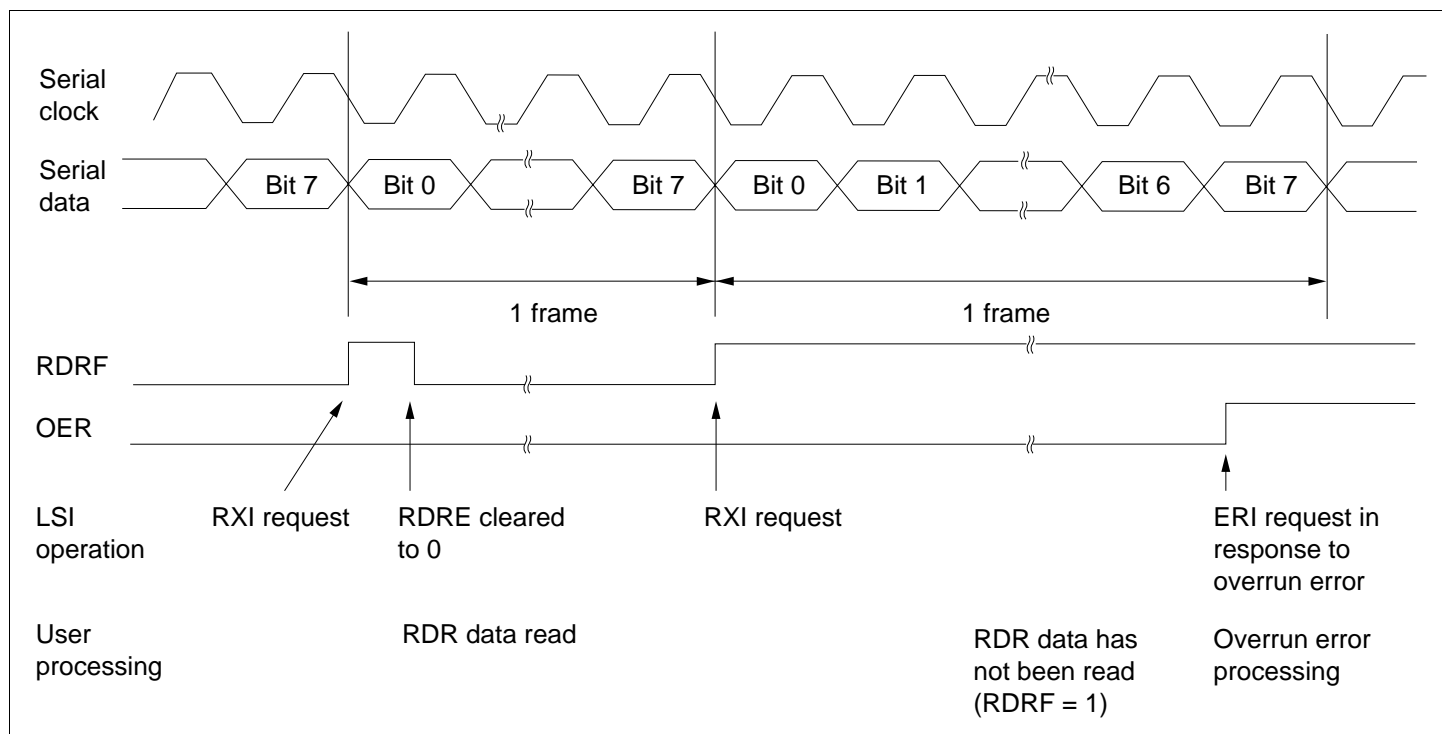 Serial
clock
Serial
data
Bit 7
Bit 0
Bit 7
Bit 0
Bit 1
Bit 6
Bit 7
1 frame
1 frame
RDRF
OER
LSI
operation
RXI request
RDRE cleared
to 0
RXI request
ERI request in
response to
overrun error
User
processing
RDR data read
RDR data has
not been read
(RDRF = 1)
Overrun error
processing